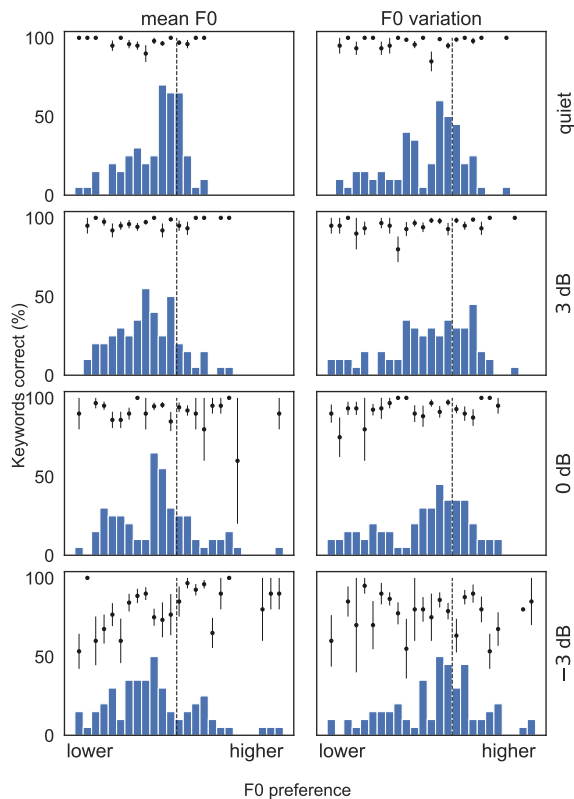 mean F0
F0 variation
100
50
0
quiet
100
50
0
3 dB
Keywords correct (%)
100
50
0
0 dB
100
50
0
−3 dB
lower
higher
lower
higher
F0 preference